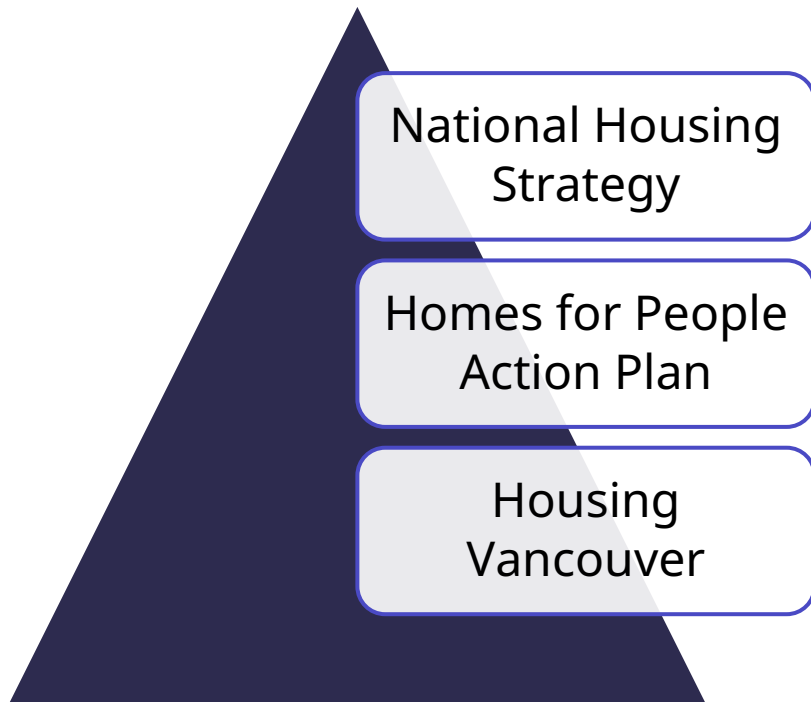 National Housing
Strategy
Homes for People
Action Plan
Housing
Vancouver